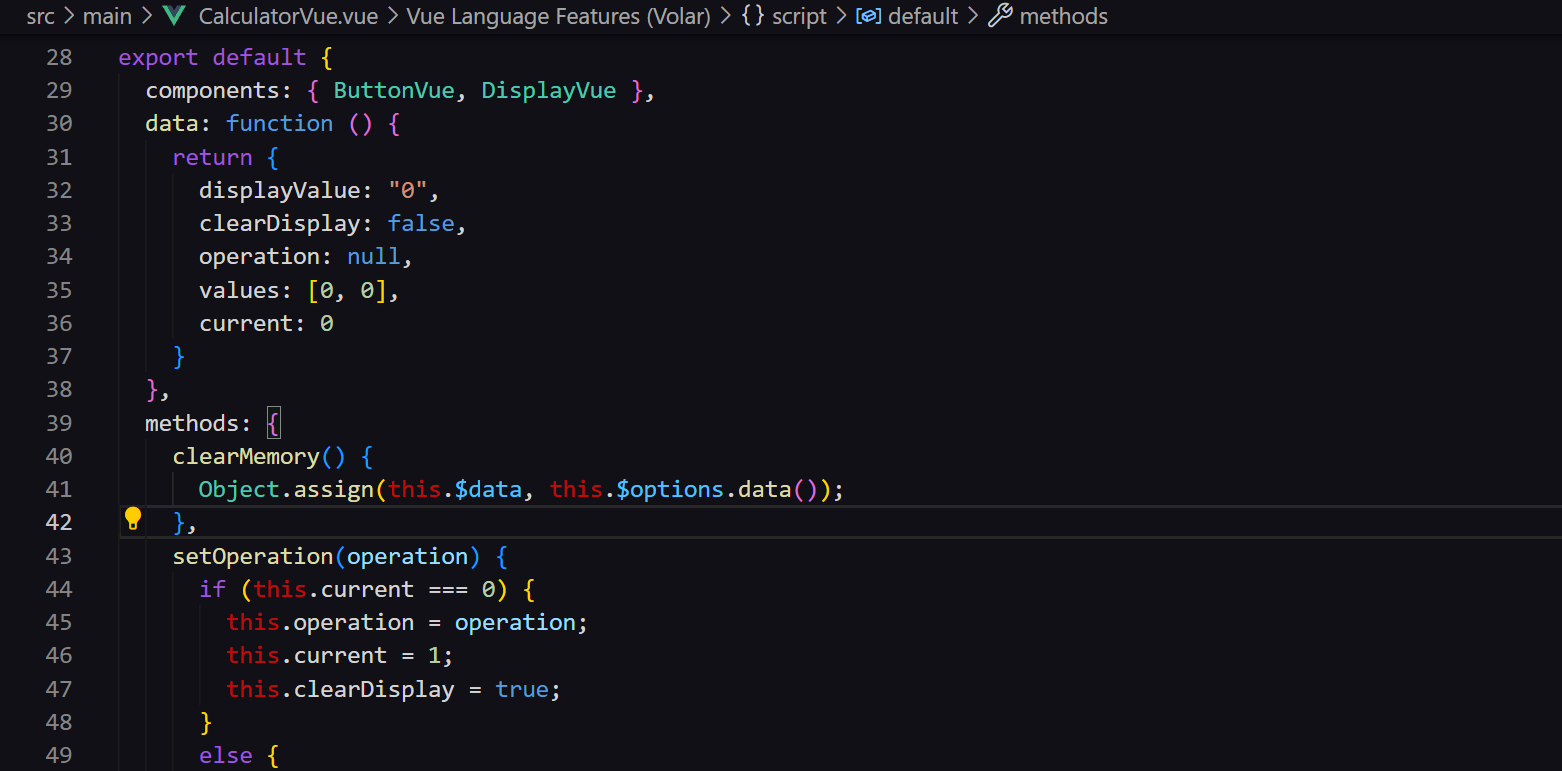 src > main > CalculatorVue.vue > Vue Language Features (Volar) > {} script > default > methods
28 export default {
29   components: { ButtonVue, DisplayVue },
30   data: function () {
31     return {
32       displayValue: "0",
33       clearDisplay: false,
34       operation: null,
35       values: [0, 0],
36       current: 0
37     }
38   },
39   methods: {
40     clearMemory() {
41       Object.assign(this.$data, this.$options.data());
42     },
43     setOperation(operation) {
44       if (this.current === 0) {
45         this.operation = operation;
46         this.current = 1;
47         this.clearDisplay = true;
48       }
49       else {